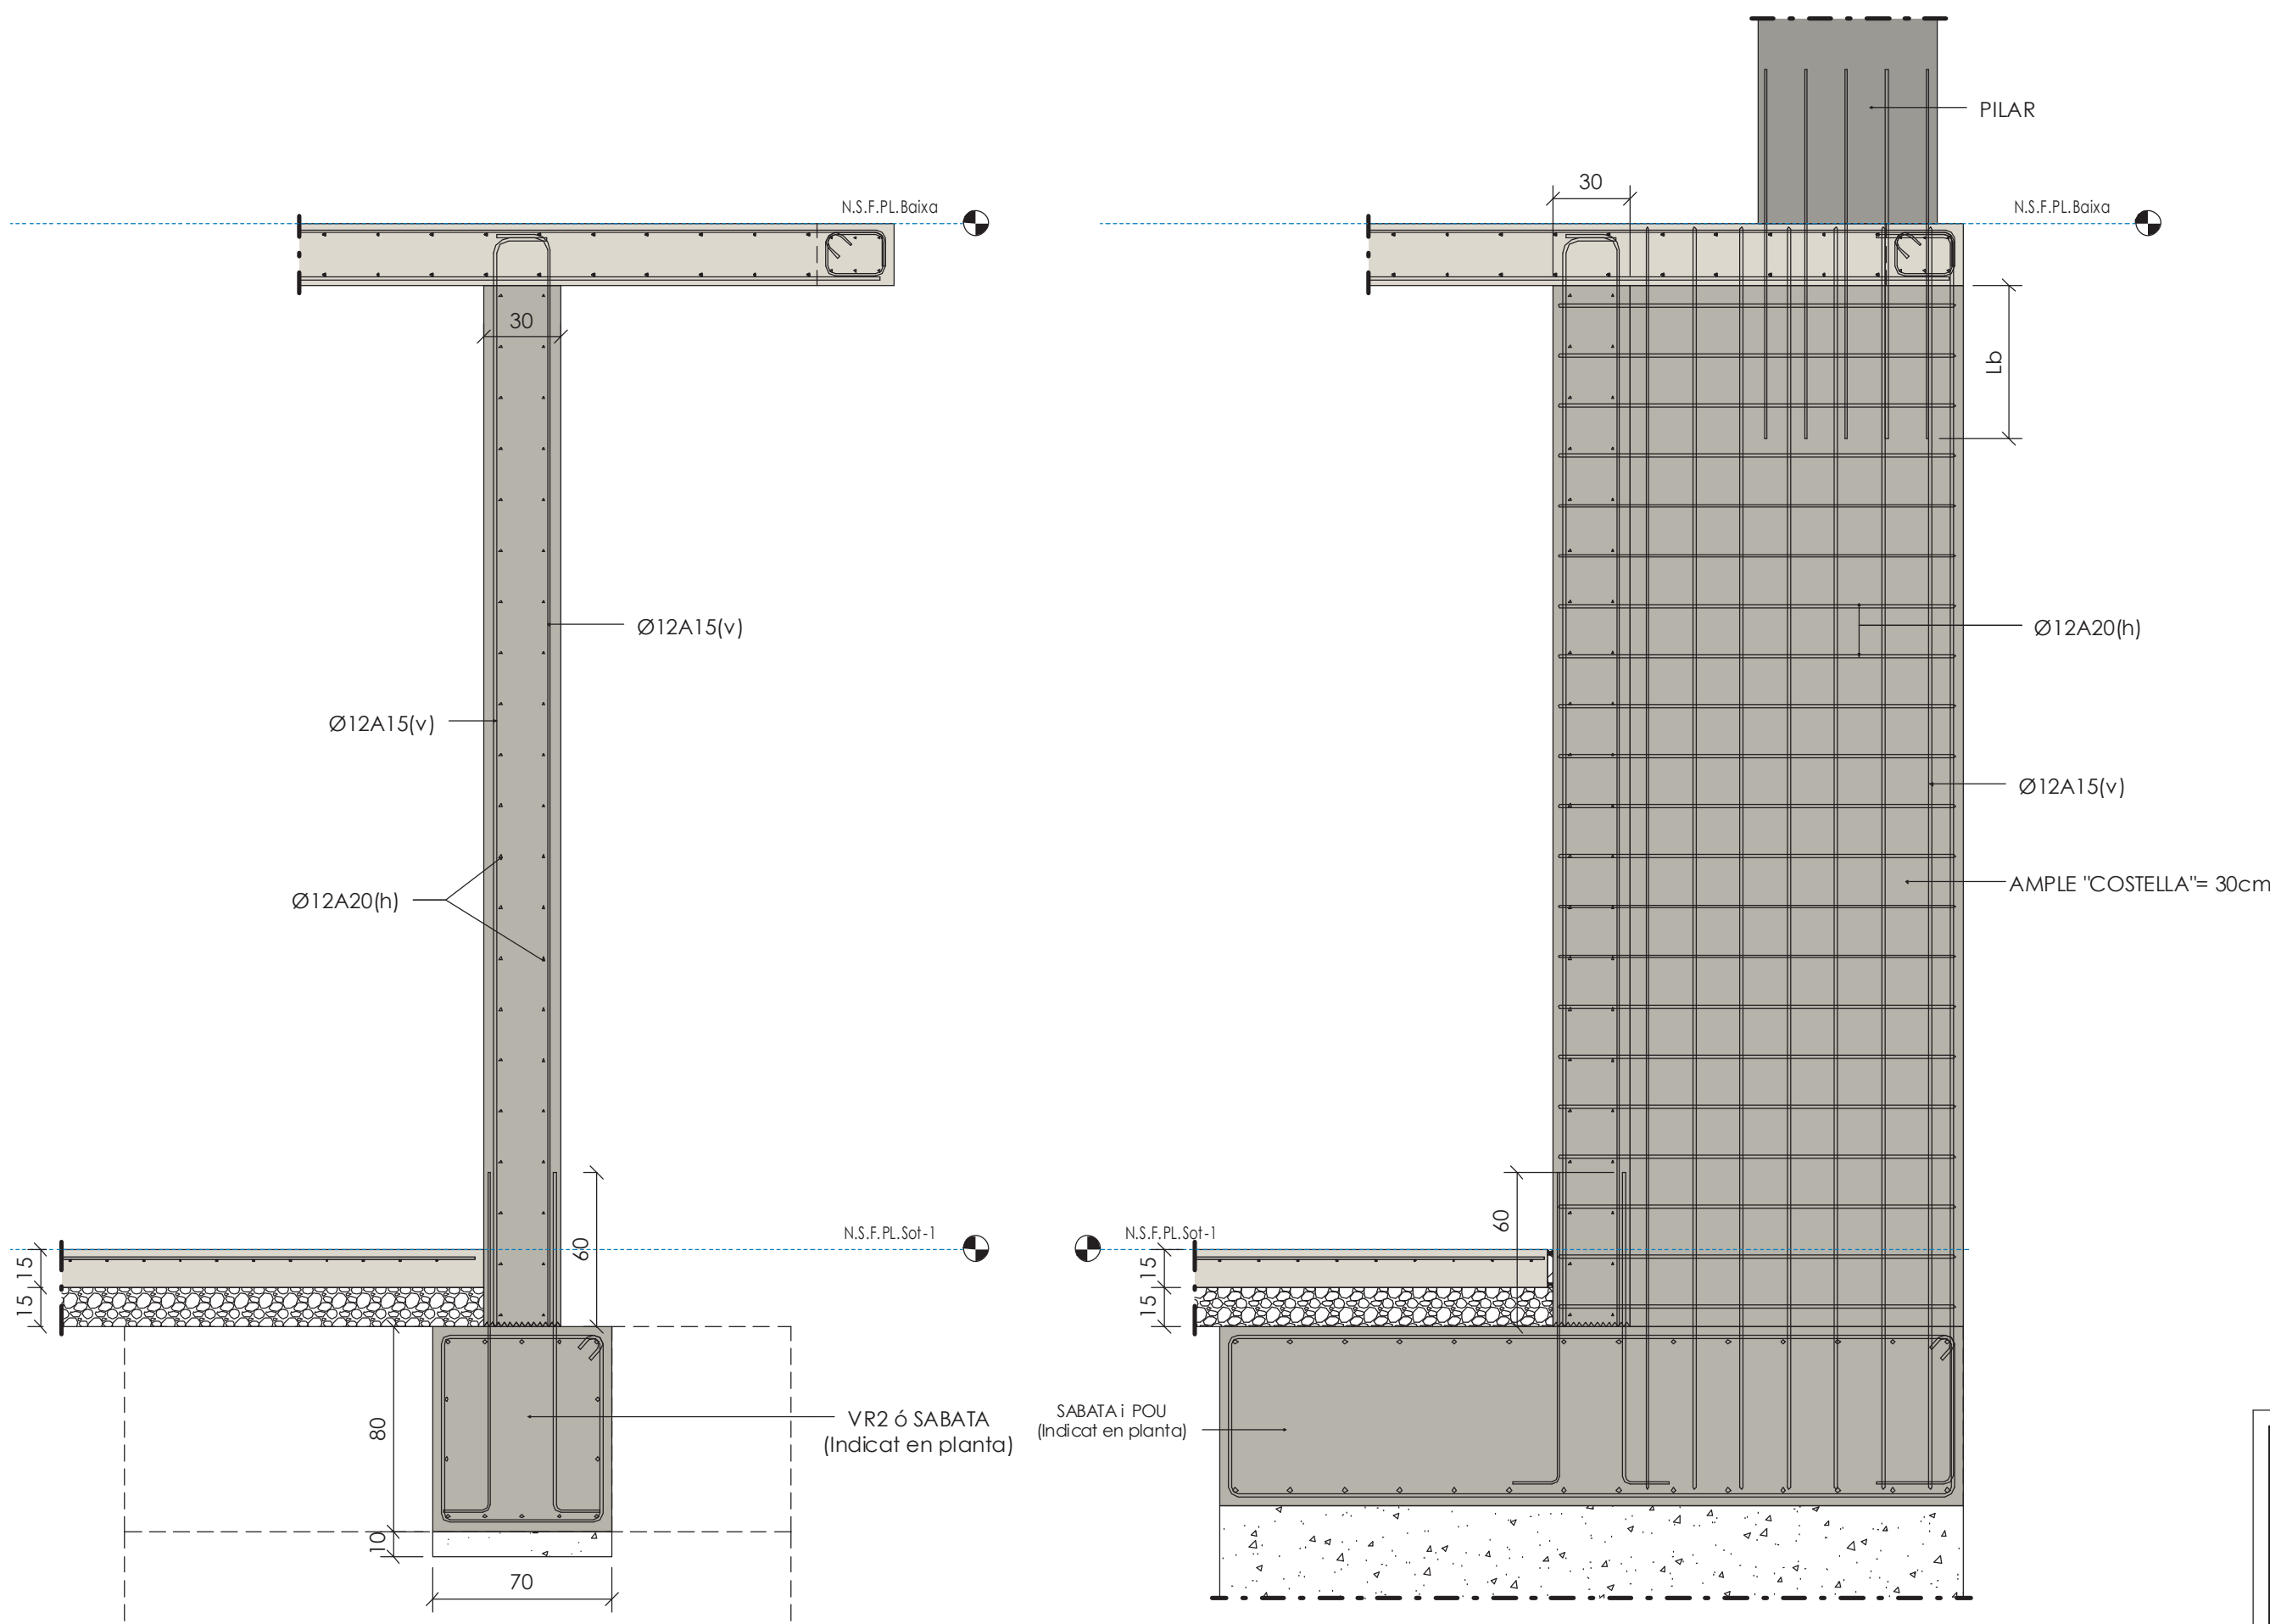 PILAR
30
N.S.F.PL.Baixa
N.S.F.PL.Baixa
30
Lb
Ø12A15(v)
Ø12A20(h)
Ø12A15(v)
Ø12A15(v)
AMPLE "COSTELLA"= 30cm
Ø12A20(h)
60
60
N.S.F.PL.Sot-1
N.S.F.PL.Sot-1
15
15
15
15
80
VR2 ó SABATA
(Indicat en planta)
SABATA i POU
(Indicat en planta)
10
70